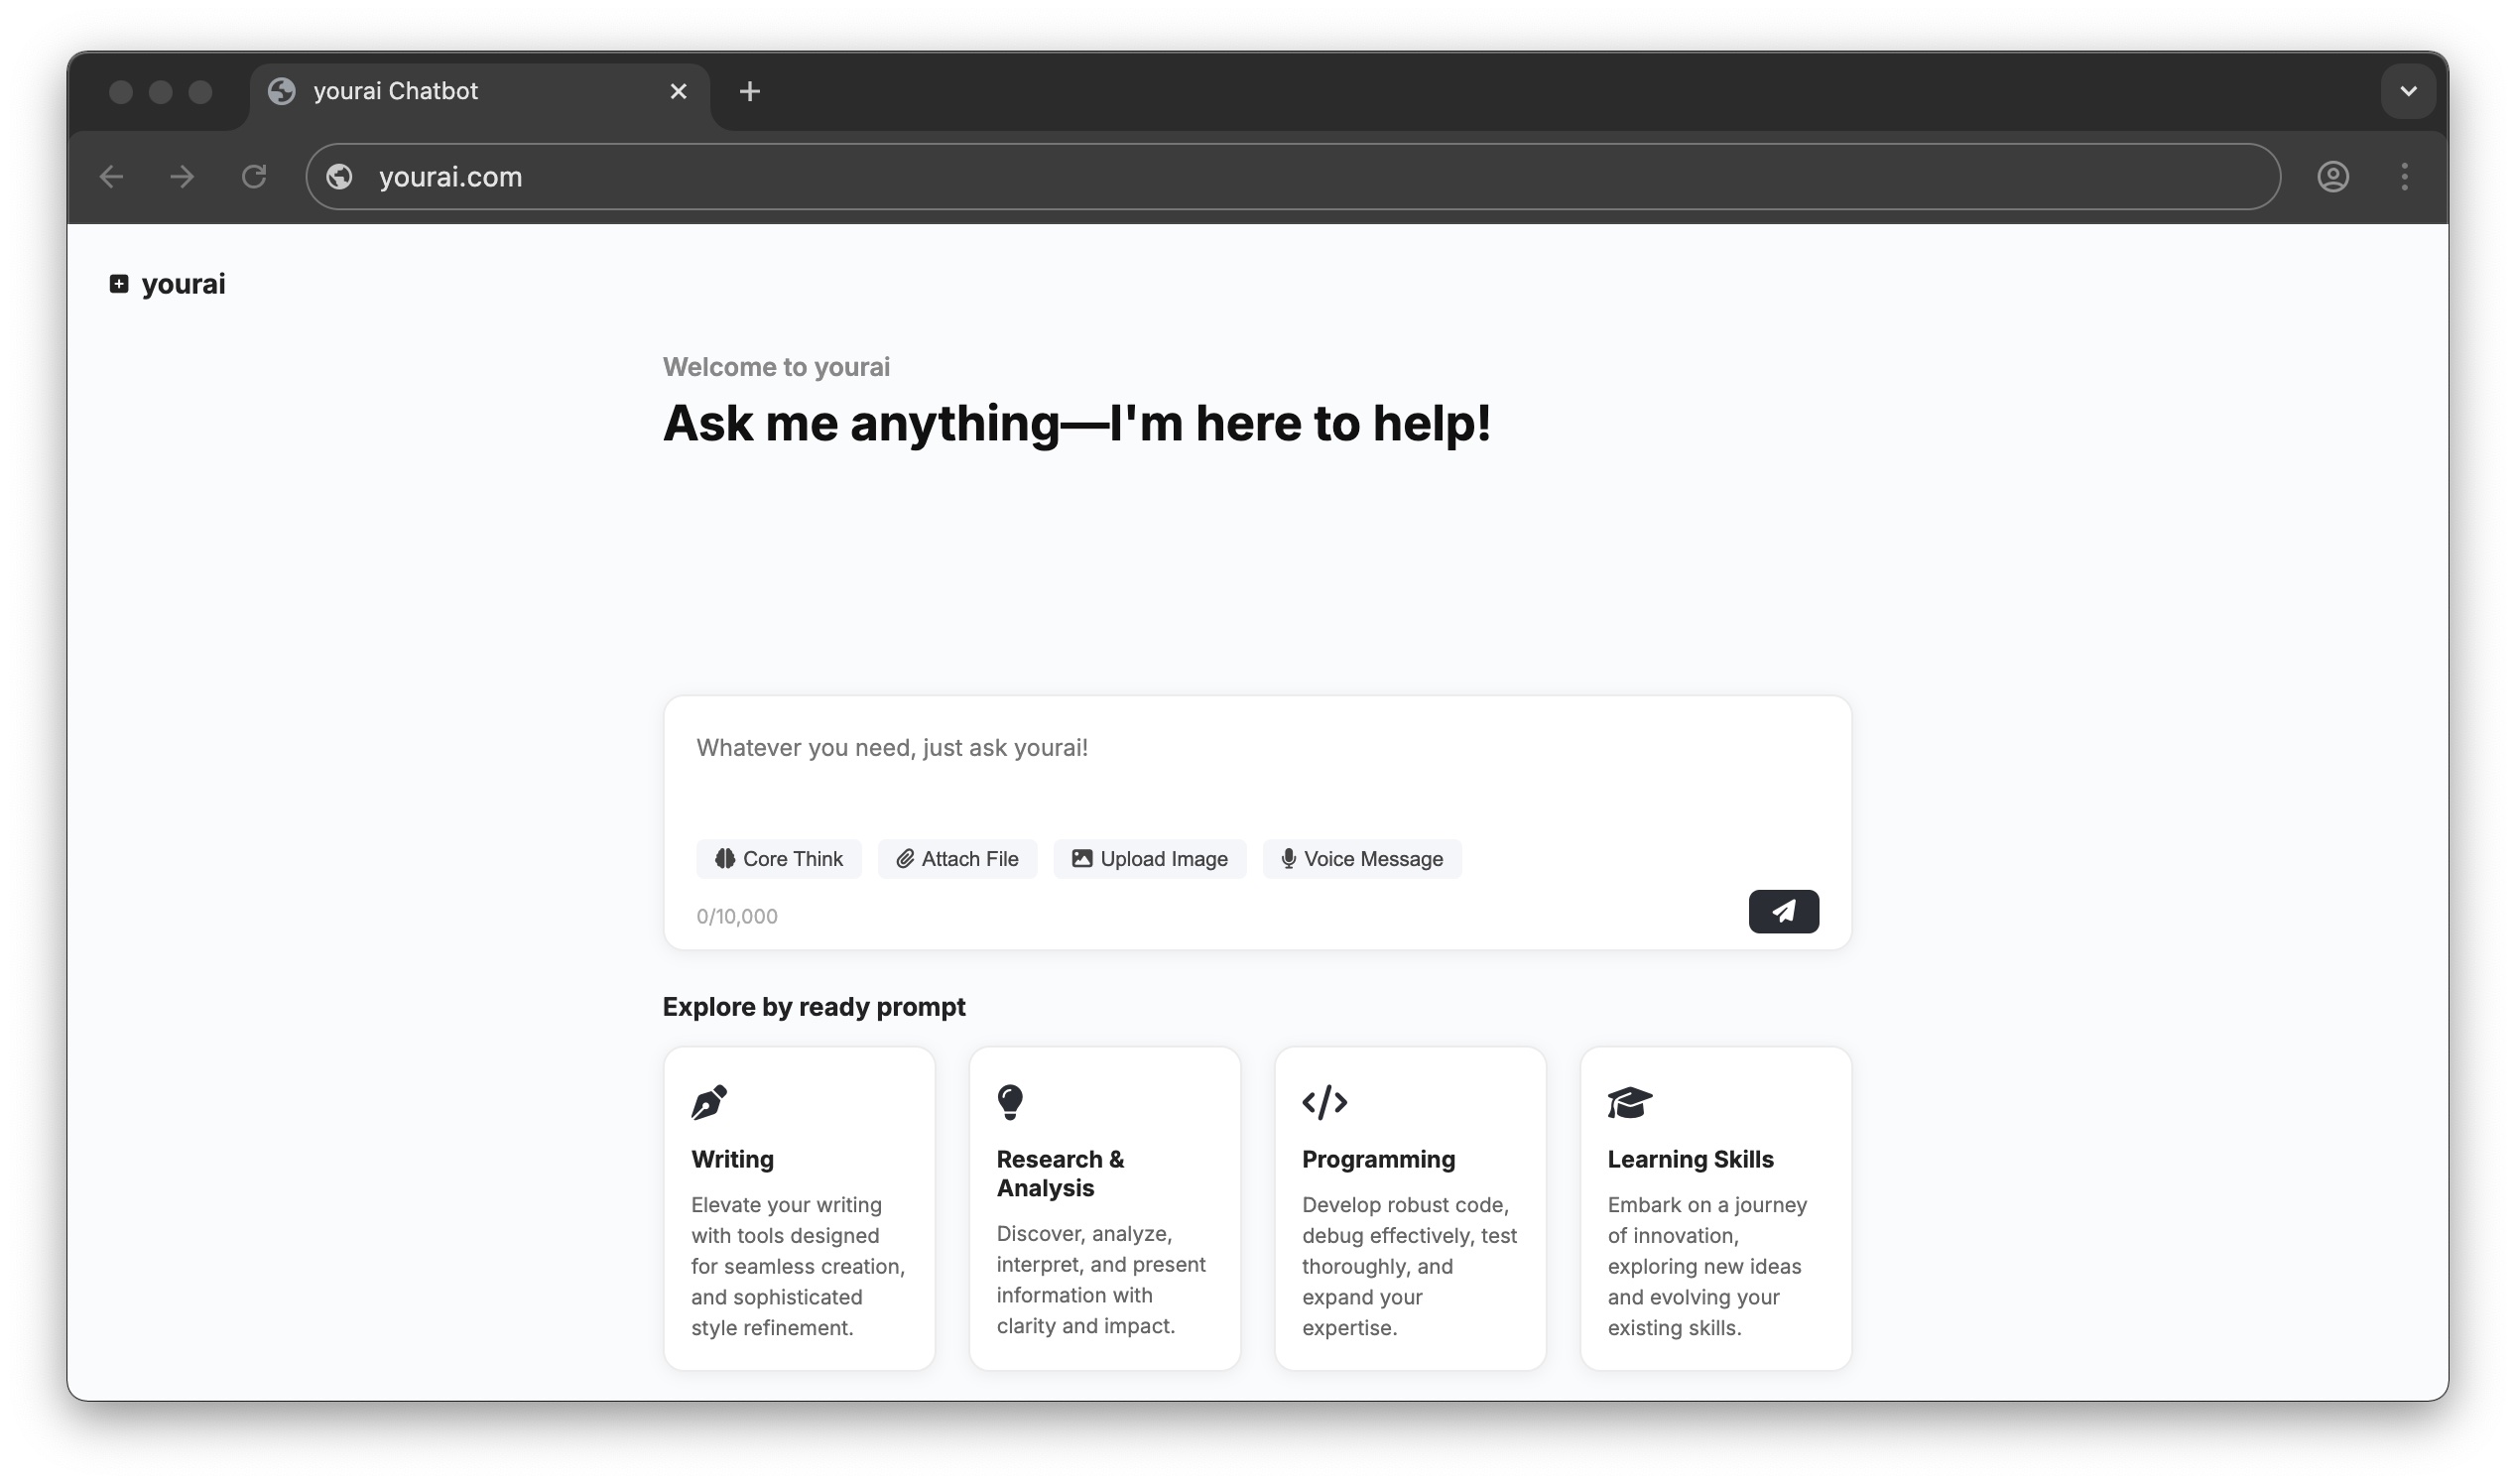 yourai Chatbot
yourai.com
yourai
Welcome to yourai
Ask me anything—I'm here to help!
Whatever you need, just ask yourai!
Core Think
Attach File
Upload Image
Voice Message
0/10,000
Explore by ready prompt
Writing
Elevate your writing
with tools designed
for seamless creation,
and sophisticated
style refinement.
Research &
Analysis
Discover, analyze,
interpret, and present
information with
clarity and impact.
Programming
Develop robust code,
debug effectively, test
thoroughly, and
expand your
expertise.
Learning Skills
Embark on a journey
of innovation,
exploring new ideas
and evolving your
existing skills.